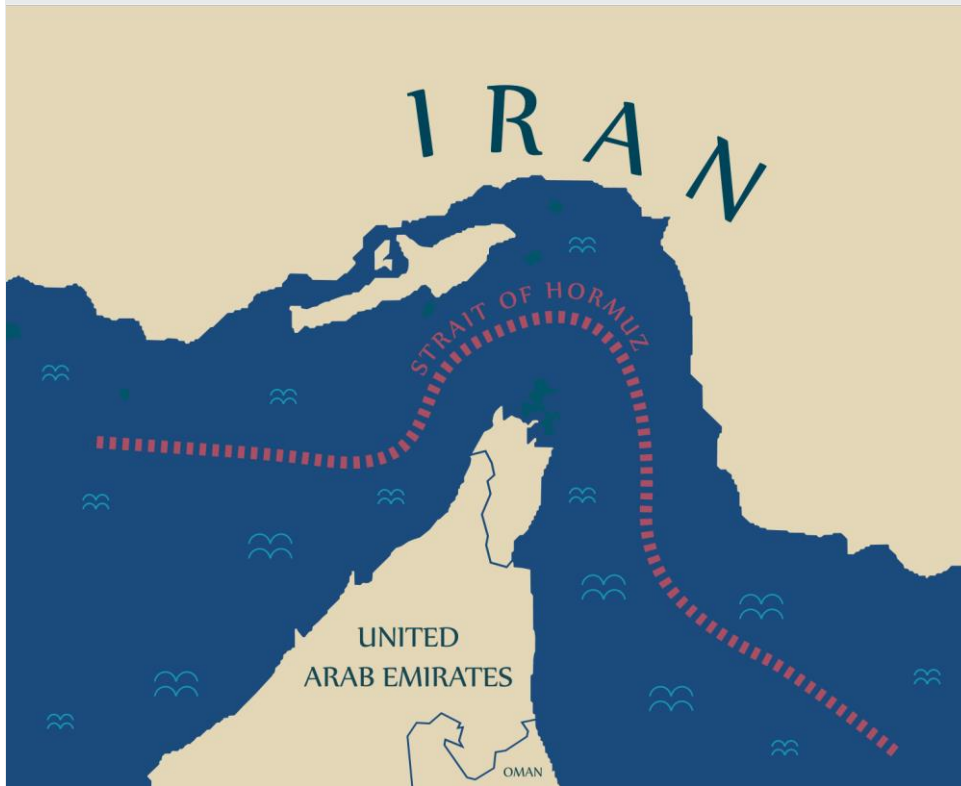 IRAN
STRAIT OF HORMUZ
UNITED
ARAB EMIRATES
OMAN